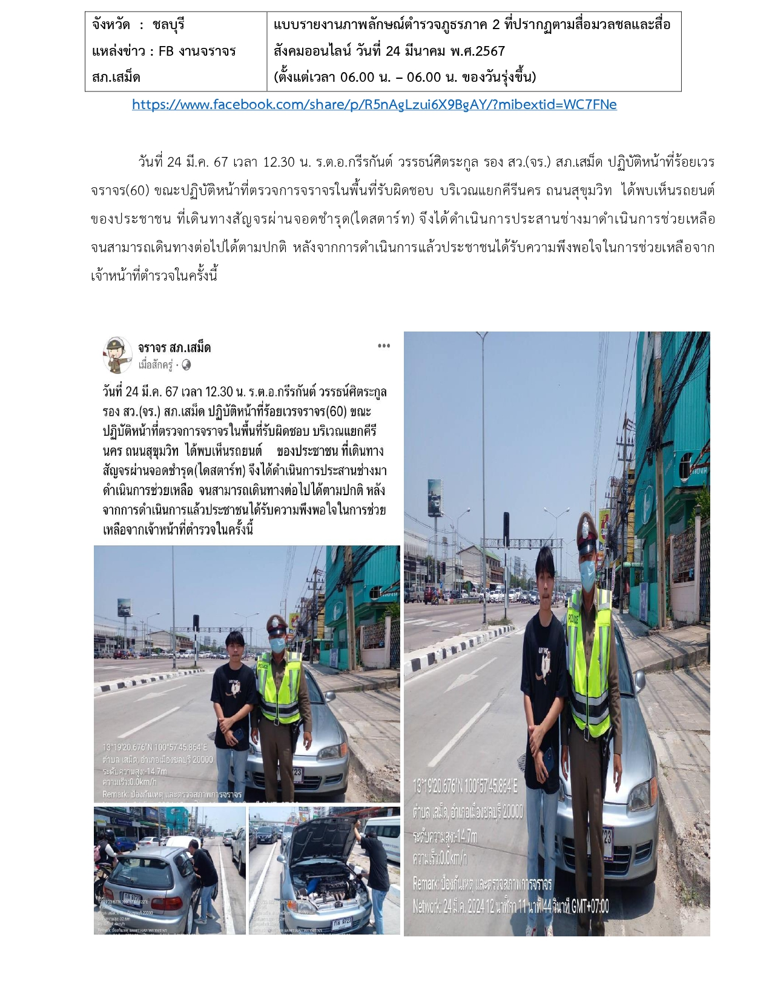 จังหวัด : ชลบุรี
แหล่งข่าว : FB งานจราจร
สภ.เสม็ด
แบบรายงานภาพลักษณ์ตำรวจภูธรภาค 2 ที่ปรากฏตามสื่อมวลชลและสื่อ
สังคมออนไลน์ วันที่ 24 มีนาคม พ.ศ.2567
(ตั้งแต่เวลา 06.00 น. – 06.00 น. ของวันรุ่งขึ้น)
https://www.facebook.com/share/p/R5nAgLzui6X9BgAY/?mibextid=WC7FNe
วันที่ 24 มี.ค. 67 เวลา 12.30 น. ร.ต.อ.กรีรกันต์ วรรธน์ศิตระกูล รอง สว.(จร.) สภ.เสม็ด ปฏิบัติหน้าที่ร้อยเวร
จราจร(60) ขณะปฏิบัติหน้าที่ตรวจการจราจรในพื้นที่รับผิดชอบ บริเวณแยกคีรีนคร ถนนสุขุมวิท ได้พบเห็นรถยนต์
ของประชาชน ที่เดินทางสัญจรผ่านจอดชำรุด(ไดสตาร์ท) จึงได้ดำเนินการประสานช่างมาดำเนินการช่วยเหลือ
จนสามารถเดินทางต่อไปได้ตามปกติ หลังจากการดำเนินการแล้วประชาชนได้รับความพึงพอใจในการช่วยเหลือจาก
เจ้าหน้าที่ตำรวจในครั้งนี้
จราจร สภ.เสม็ด
เมื่อสักครู่ ·
วันที่ 24 มี.ค. 67 เวลา 12.30 น. ร.ต.อ.กรีรกันต์ วรรธน์ศิตระกูล
รอง สว.(จร.) สภ.เสม็ด ปฏิบัติหน้าที่ร้อยเวรจราจร(60) ขณะ
ปฏิบัติหน้าที่ตรวจการจราจรในพื้นที่รับผิดชอบ บริเวณแยกคีรี
นคร ถนนสุขุมวิท ได้พบเห็นรถยนต์ ของประชาชน ที่เดินทาง
สัญจรผ่านจอดชำรุด(ไดสตาร์ท) จึงได้ดำเนินการประสานช่างมา
ดำเนินการช่วยเหลือ จนสามารถเดินทางต่อไปได้ตามปกติ หลัง
จากการดำเนินการแล้วประชาชนได้รับความพึงพอใจในการช่วย
เหลือจากเจ้าหน้าที่ตำรวจในครั้งนี้
POLICE
23
13°19'20.676"N 100°57'45.864"E
ตำบล เสม็ด, อำเภอเมืองชลบุรี 20000
ระดับความสูง:-14.7m
ความเร็ว:0.0km/h
Remark: ป้องกันเหตุ และตรวจสภาพการจราจร
กล 9723
กล 9723
POLICE
23
13°19'20.676"N 100°57'45.864"E
ตำบล เสม็ด, อำเภอเมืองชลบุรี 20000
ระดับความสูง:-14.7m
ความเร็ว:0.0km/h
Remark: ป้องกันเหตุ และตรวจสภาพการจราจร
Network: 24 มี.ค. 2024 12 นาฬิกา 11 นาที 44 วินาที GMT+07:00